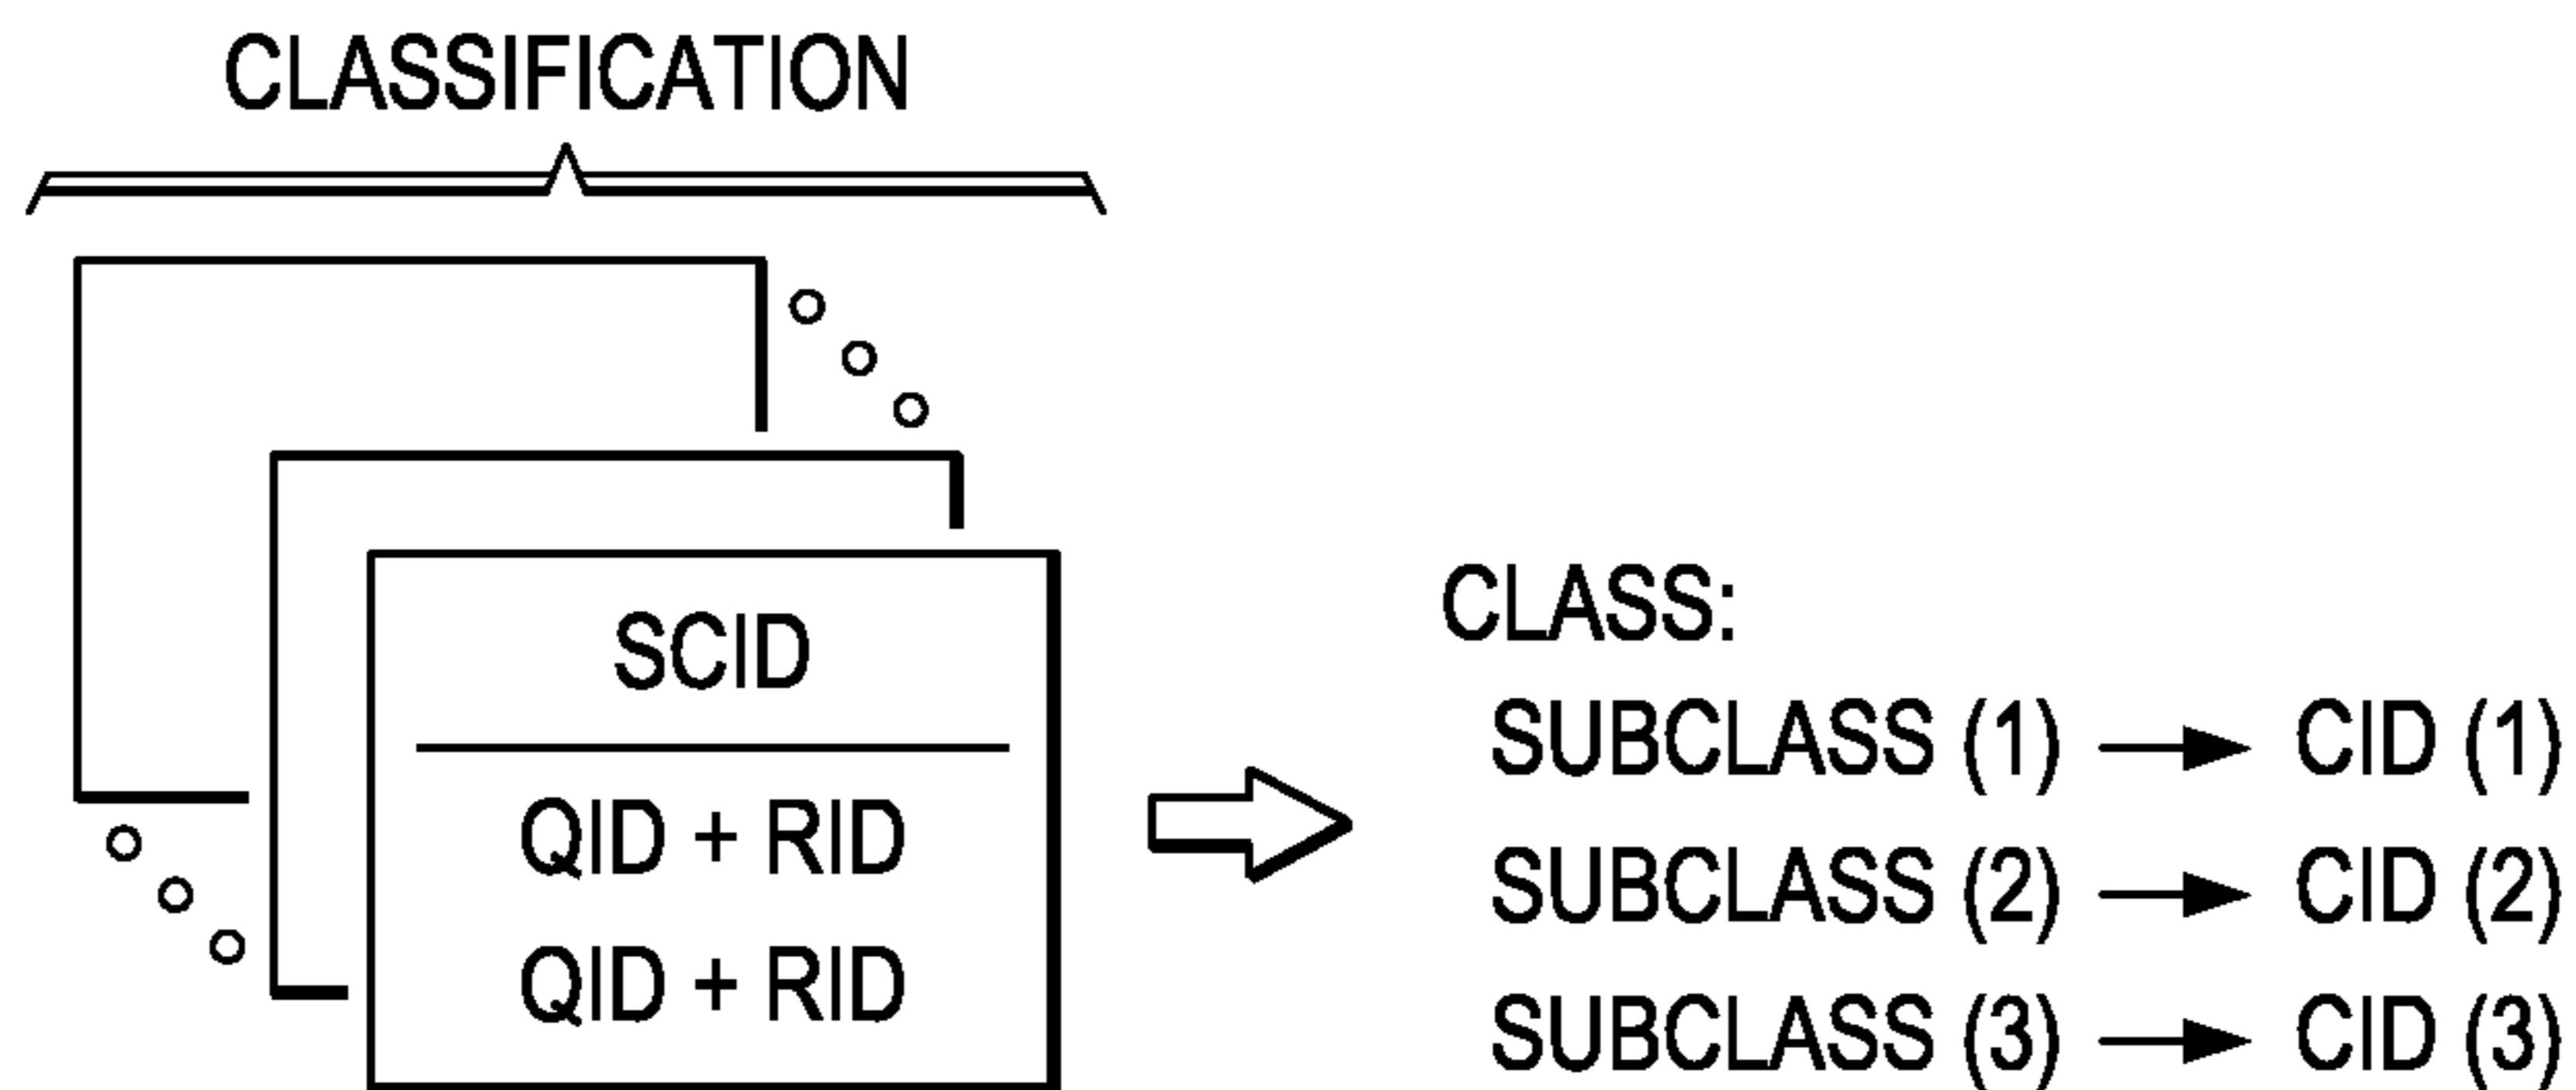 CLASSIFICATION
SCID
QID + RID
QID + RID
CLASS:
SUBCLASS (1) → CID (1)
SUBCLASS (2) → CID (2)
SUBCLASS (3) → CID (3)